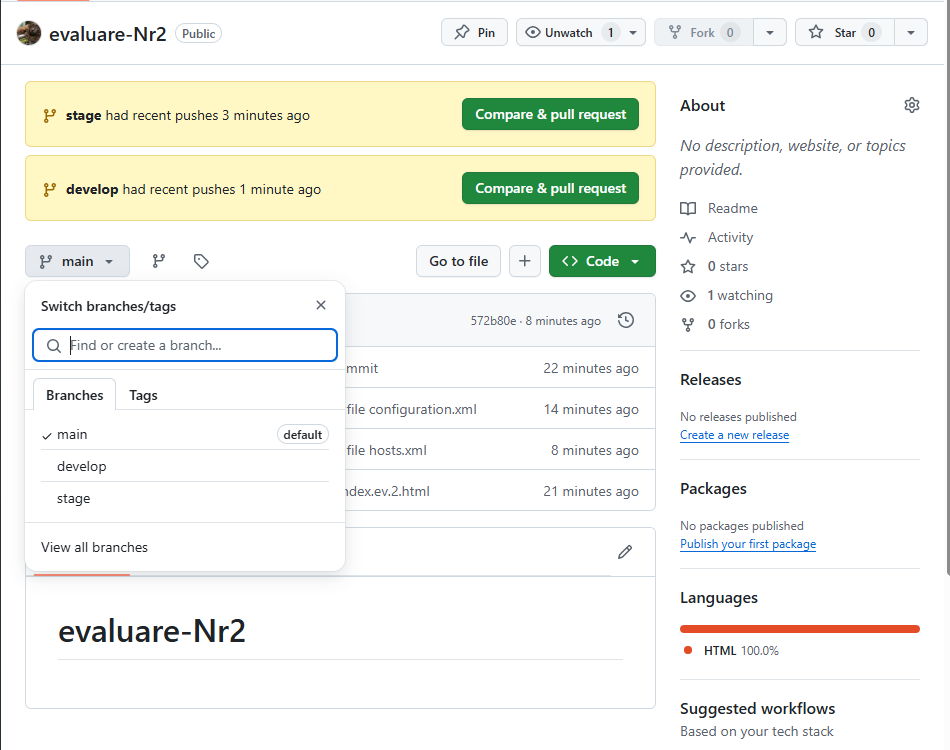 evaluare-Nr2 Public Pin Unwatch 1 Fork 0 Star 0
stage had recent pushes 3 minutes ago Compare & pull request
develop had recent pushes 1 minute ago Compare & pull request
main Go to file + Code
Switch branches/tags
Find or create a branch...
Branches Tags
main default
develop
stage
View all branches
572b80e · 8 minutes ago
mmit 22 minutes ago
file configuration.xml 14 minutes ago
file hosts.xml 8 minutes ago
ndex.ev.2.html 21 minutes ago
evaluare-Nr2
About
No description, website, or topics
provided.
Readme
Activity
0 stars
1 watching
0 forks
Releases
No releases published
Create a new release
Packages
No packages published
Publish your first package
Languages
HTML 100.0%
Suggested workflows
Based on your tech stack